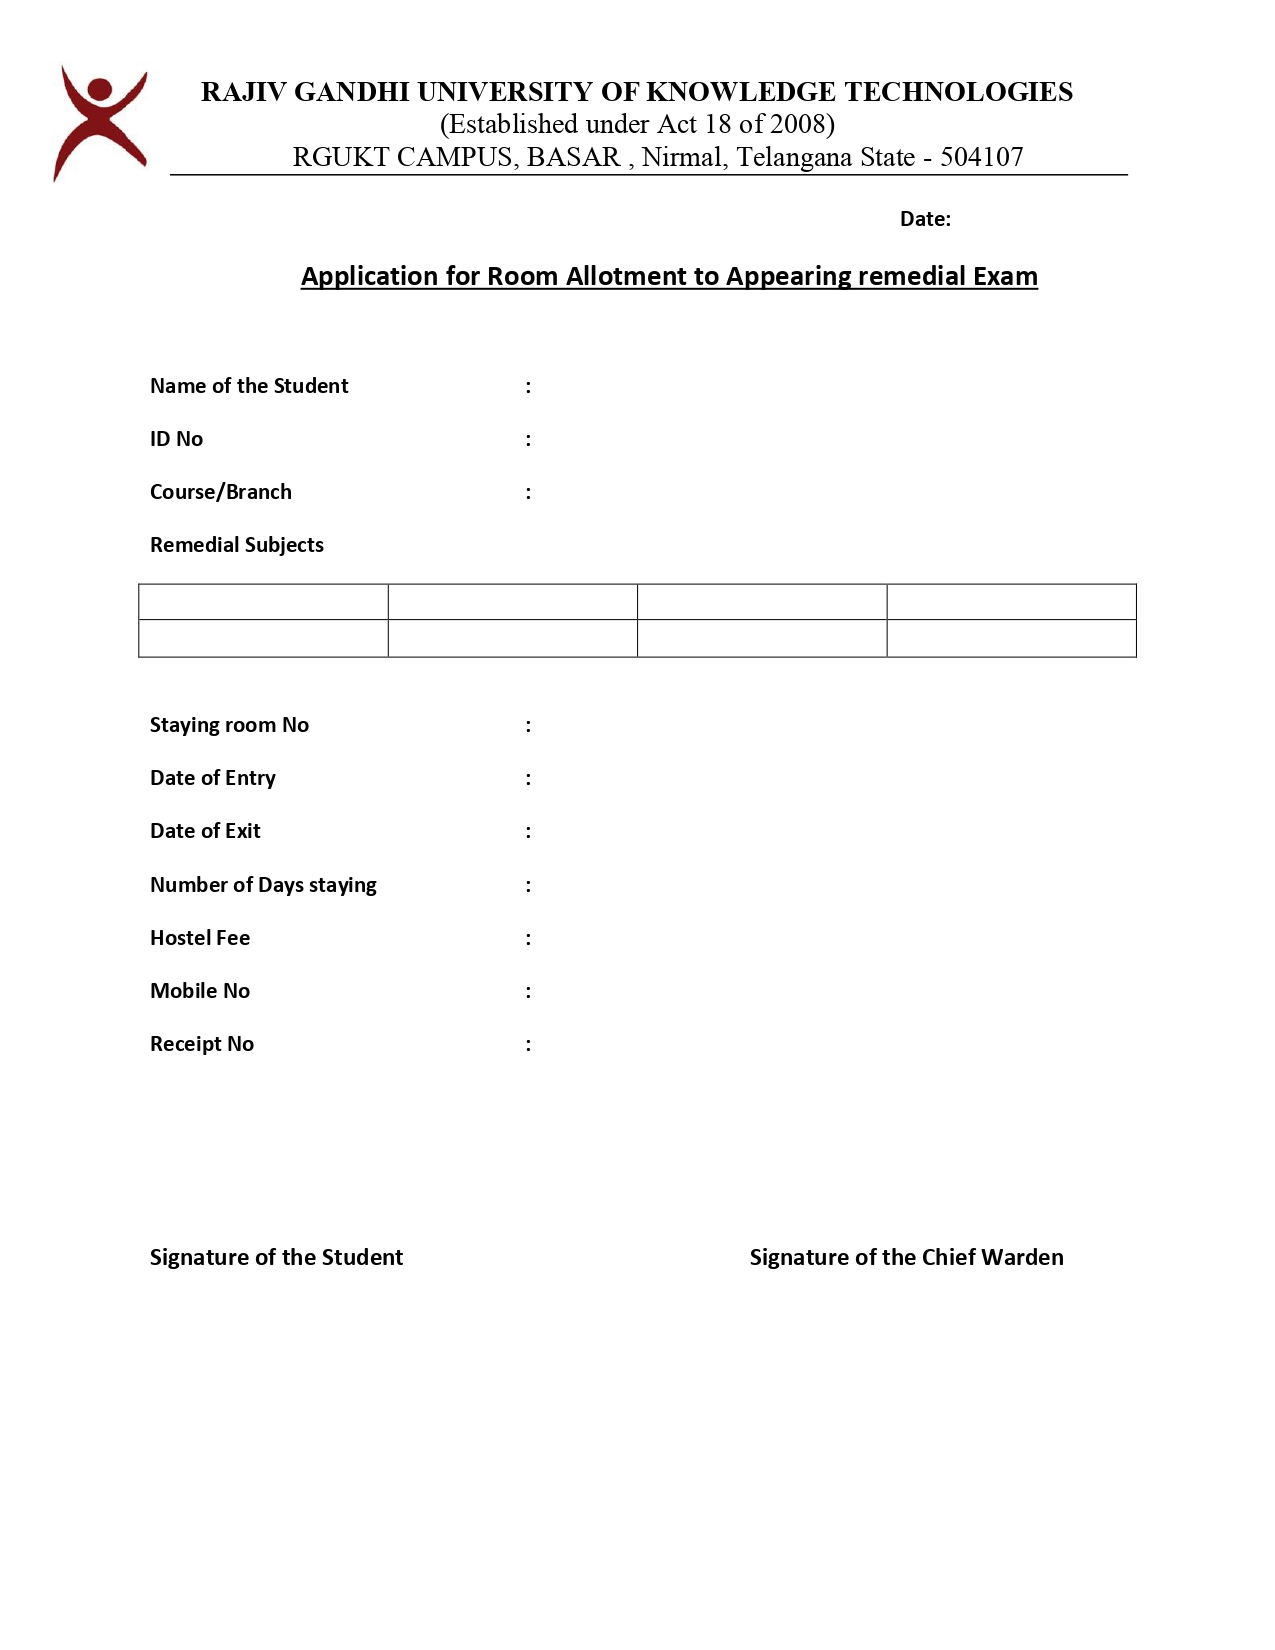 RAJIV GANDHI UNIVERSITY OF KNOWLEDGE TECHNOLOGIES
(Established under Act 18 of 2008)
RGUKT CAMPUS, BASAR , Nirmal, Telangana State - 504107
Date:
Application for Room Allotment to Appearing remedial Exam
Name of the Student :
ID No :
Course/Branch :
Remedial Subjects
Staying room No :
Date of Entry :
Date of Exit :
Number of Days staying :
Hostel Fee :
Mobile No :
Receipt No :
Signature of the Student Signature of the Chief Warden